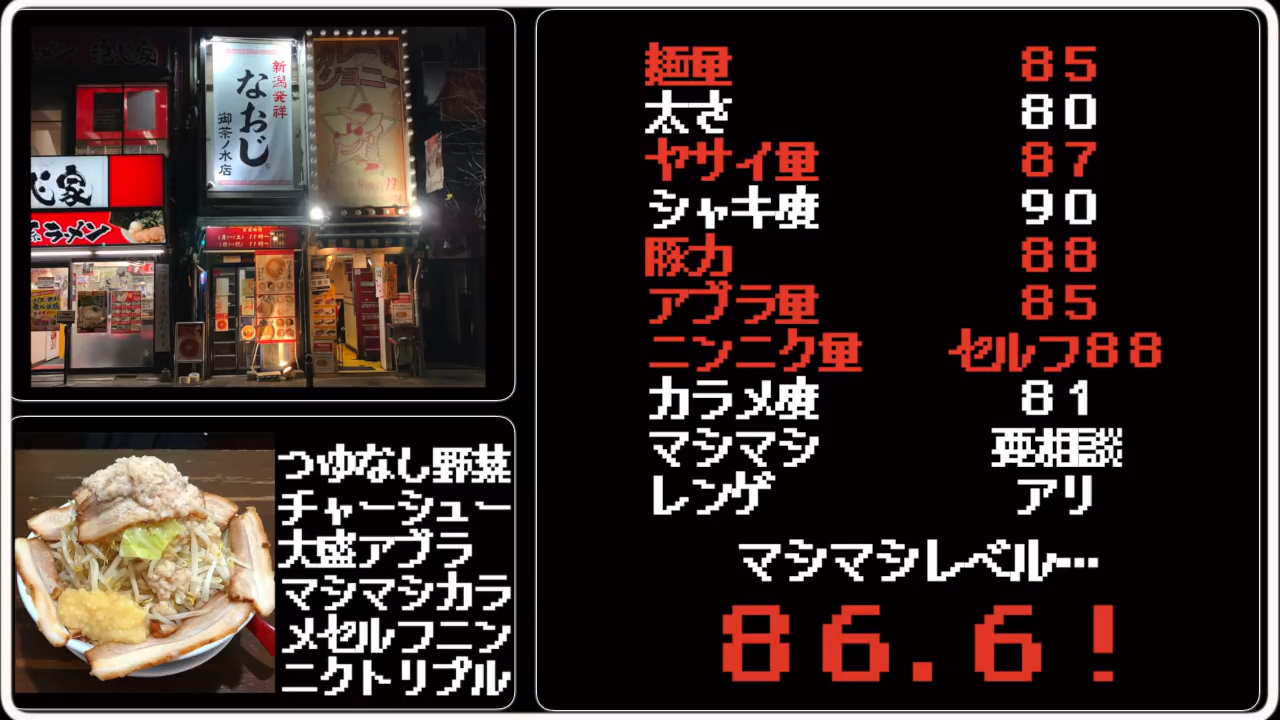 新潟発祥
なおじ
御茶ノ水店
家
ラメン
麺量 85
太さ 80
ヤサイ量 87
シャキ度 90
豚力 88
アブラ量 85
ニンニク量 セルフ88
カラメ度 81
マシマシ 要相談
レンゲ アリ
マシマシレベル…
86.6!
つゆなし野菜
チャーシュー
大盛アブラ
マシマシカラ
メセルフニン
ニクトリプル